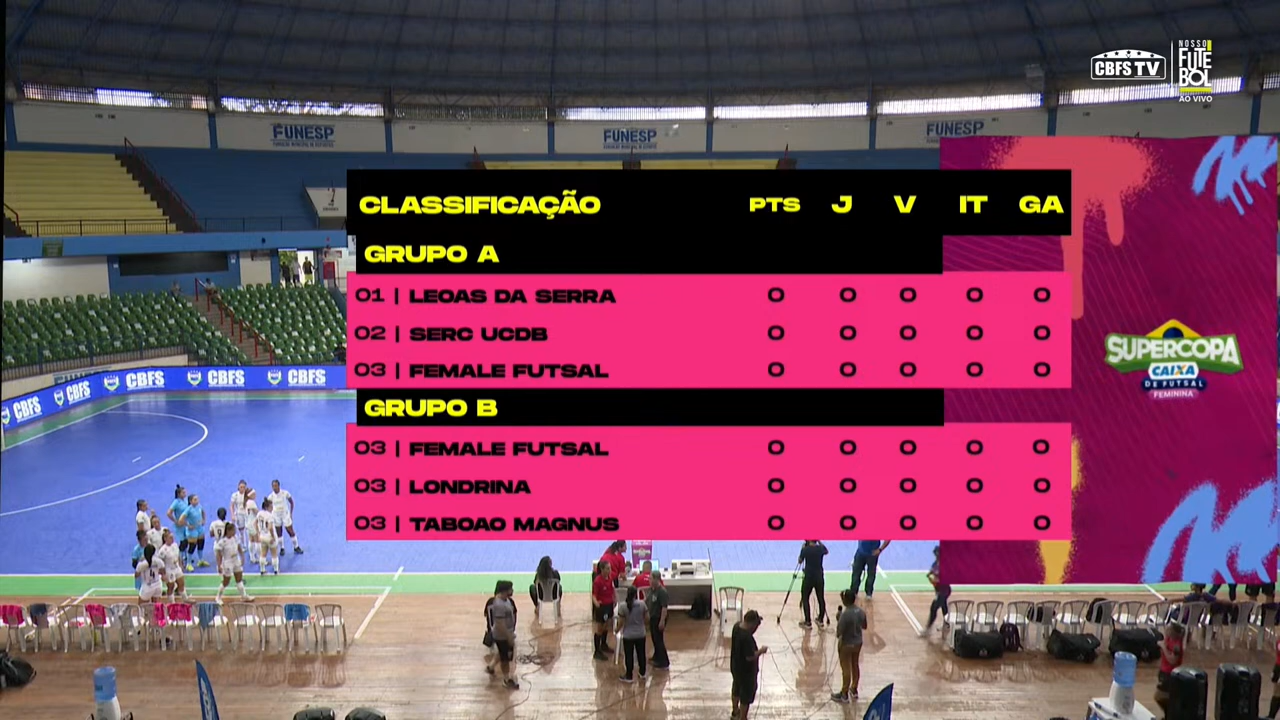 CBFS TV
NOSSO
FUTE
BOL
AO VIVO
FUNESP
FUNESP
FUNESP
CLASSIFICAÇÃO PTS J V IT GA
GRUPO A
01 | LEOAS DA SERRA 0 0 0 0 0
02 | SERC UCDB 0 0 0 0 0
03 | FEMALE FUTSAL 0 0 0 0 0
GRUPO B
03 | FEMALE FUTSAL 0 0 0 0 0
03 | LONDRINA 0 0 0 0 0
03 | TABOAO MAGNUS 0 0 0 0 0
SUPERCOPA
CAIXA
DE FUTSAL
FEMININA
CBFS CBFS CBFS CBFS CBFS